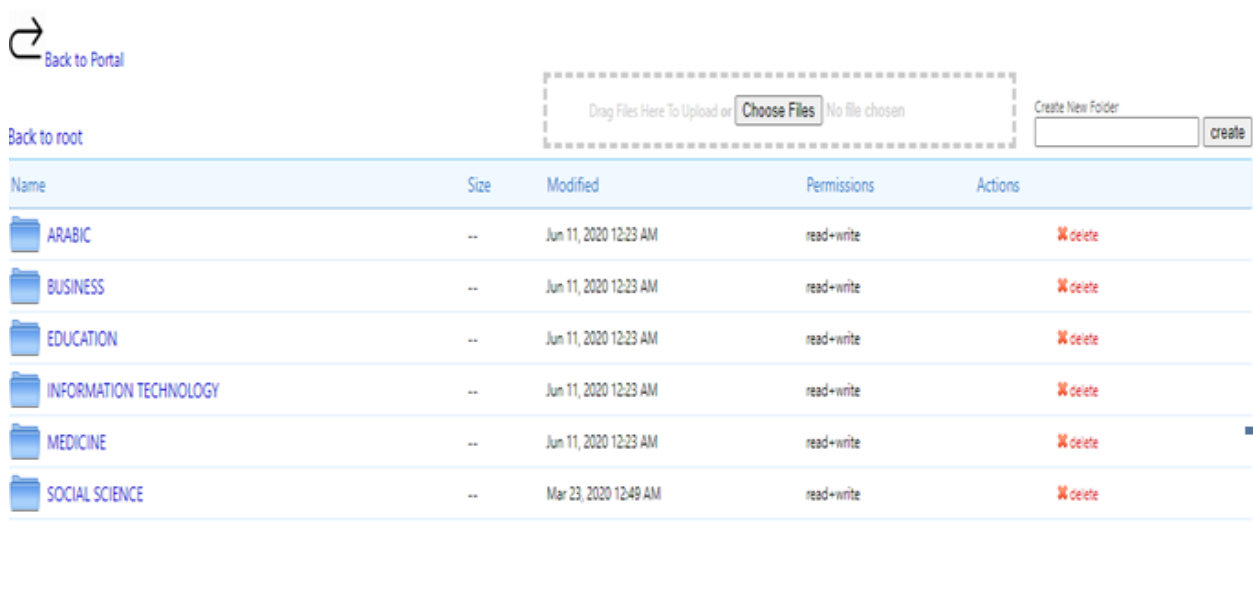 Back to Portal
Drag Files Here To Upload or Choose Files No file chosen
Create New Folder
create
Back to root
Name Size Modified Permissions Actions
ARABIC -- Jun 11, 2020 12:23 AM read+write delete
BUSINESS -- Jun 11, 2020 12:23 AM read+write delete
EDUCATION -- Jun 11, 2020 12:23 AM read+write delete
INFORMATION TECHNOLOGY -- Jun 11, 2020 12:23 AM read+write delete
MEDICINE -- Jun 11, 2020 12:23 AM read+write delete
SOCIAL SCIENCE -- Mar 23, 2020 12:49 AM read+write delete